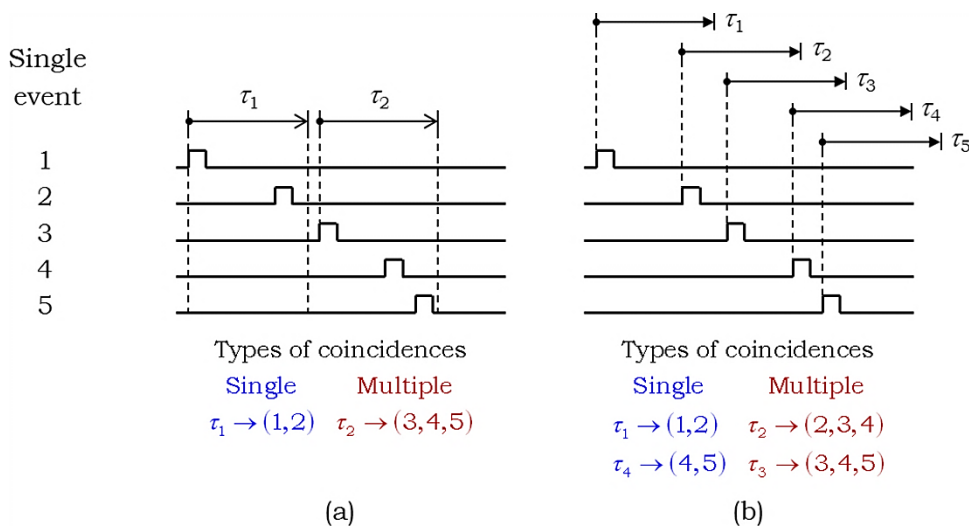 Single
event
1
2
3
4
5
τ₁
τ₂
Types of coincidences
Single Multiple
τ₁ → (1,2) τ₂ → (3,4,5)
(a)
τ₁
τ₂
τ₃
τ₄
τ₅
Types of coincidences
Single Multiple
τ₁ → (1,2) τ₂ → (2,3,4)
τ₄ → (4,5) τ₃ → (3,4,5)
(b)